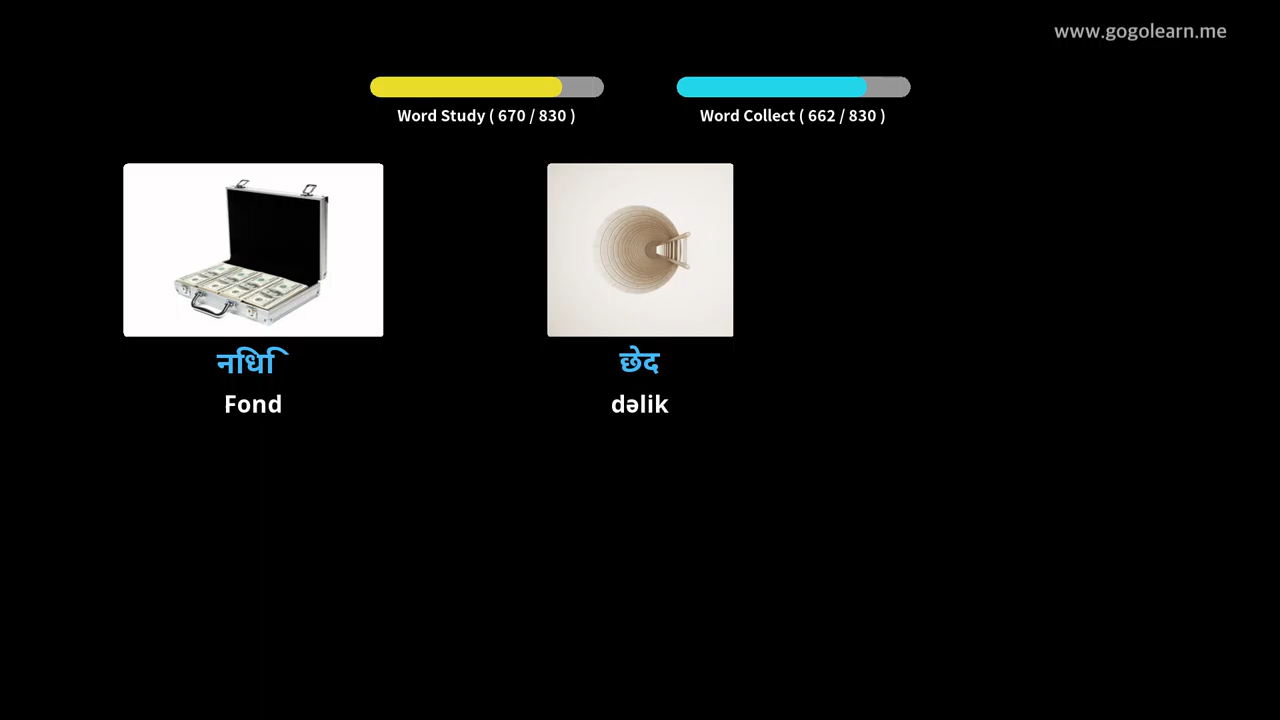 www.gogolearn.me
Word Study ( 670 / 830 )
Word Collect ( 662 / 830 )
निधि
छेद
Fond
dəlik